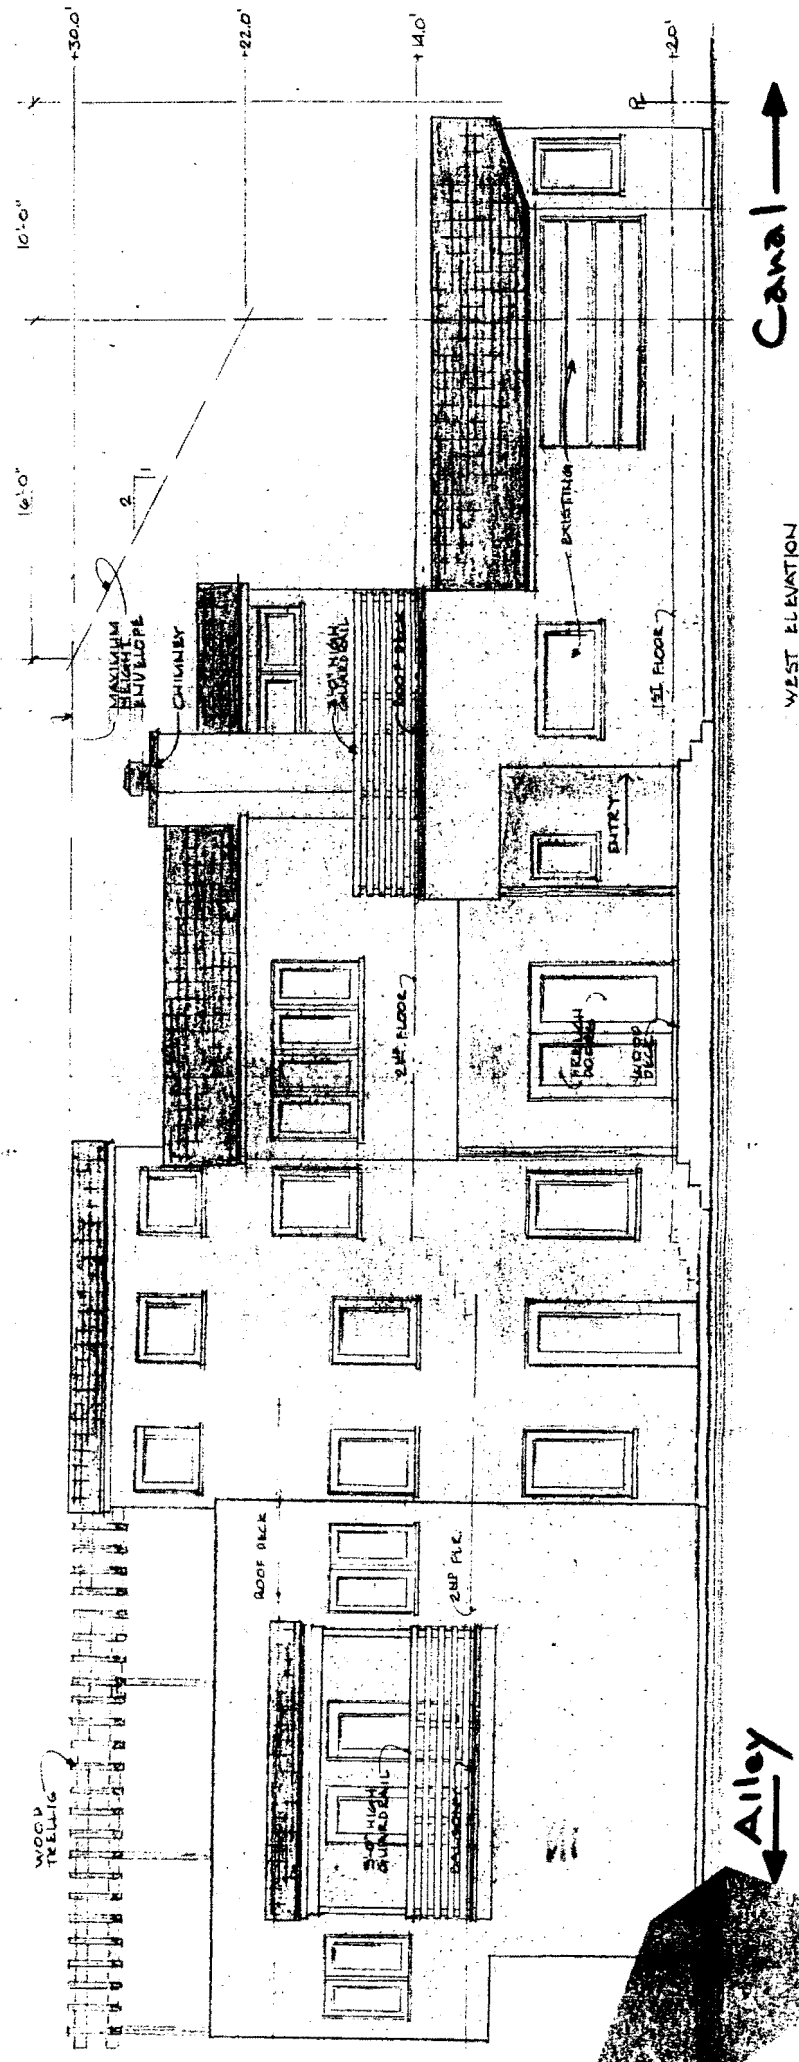 +30.0'
+22.0'
+14.0'
+2.0'
10'-0"
16'-0"
2
1
MAXIMUM
HEIGHT
ENVELOPE
CHIMNEY
3'-0" HIGH
GUARDRAIL
ROOF DECK
EXISTING
1ST FLOOR
ENTRY
2ND FLOOR
FRENCH
DOORS
WOOD
DECK
ROOF DECK
2ND FLR.
WOOD
TRELLIS
3'-0" HIGH
GUARDRAIL
BALCONY
PL
WEST ELEVATION
Alley
Canal